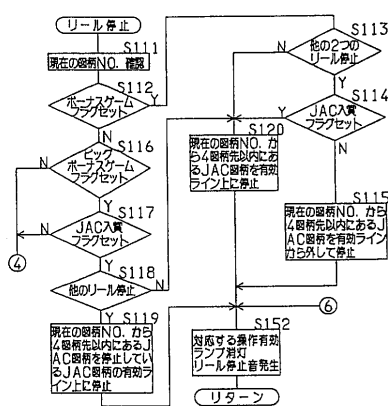 リール停止
S111
現在の図柄NO.確認
S112
ボーナスゲーム
フラグセット
Y
N
S116
ビッグ
ボーナスゲーム
フラグセット
N
Y
S117
JAC入賞
フラグセット
N
④
Y
S118
他のリール停止
N
Y
S119
現在の図柄NO.から
4図柄先以内にあるJ
AC図柄を停止してい
るJAC図柄の有効ラ
イン上に停止
S113
他の2つの
リール停止
N
Y
S114
JAC入賞
フラグセット
Y
N
S120
現在の図柄NO.か
ら4図柄先以内にあ
るJAC図柄を有効
ライン上に停止
S115
現在の図柄NO.から
4図柄先以内にあるJ
AC図柄を有効ライン
から外して停止
⑥
S152
対応する操作有効
ランプ消灯
リール停止音発生
リターン